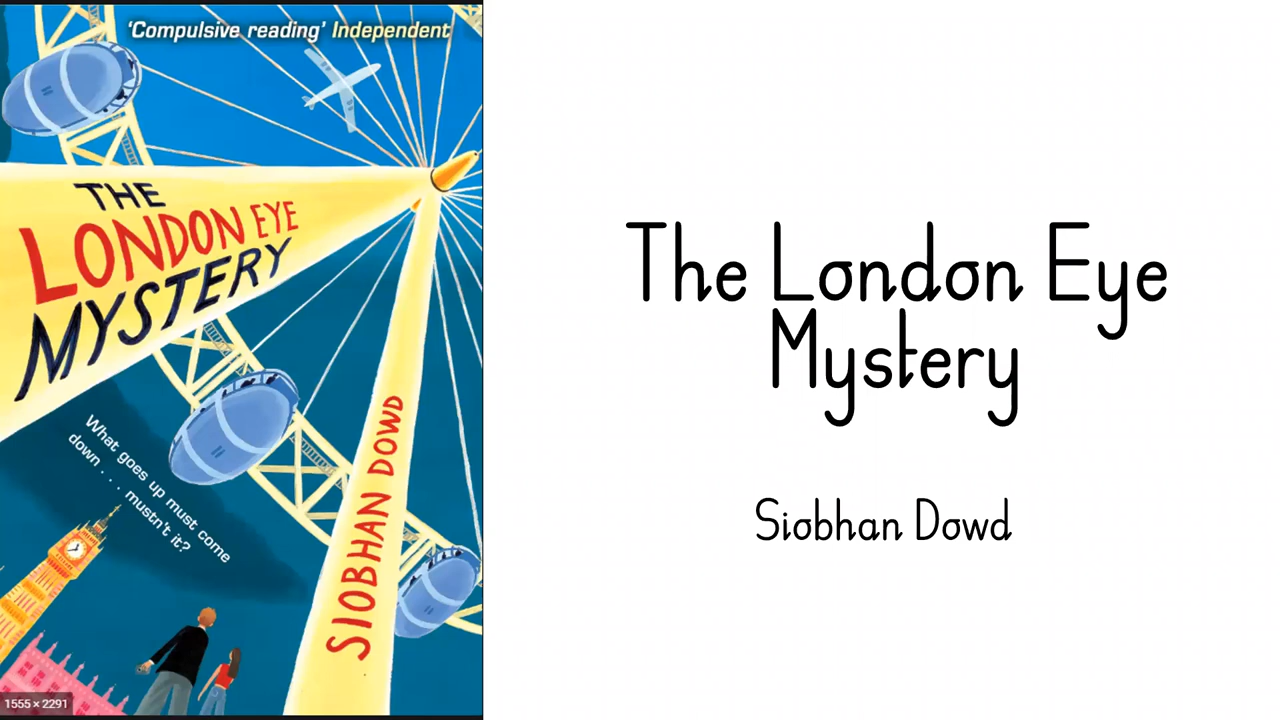 'Compulsive reading' Independent
THE
LONDON EYE
MYSTERY
What goes up must come
down . . . mustn't it?
SIOBHAN DOWD
1555 × 2291
The London Eye
Mystery
Siobhan Dowd